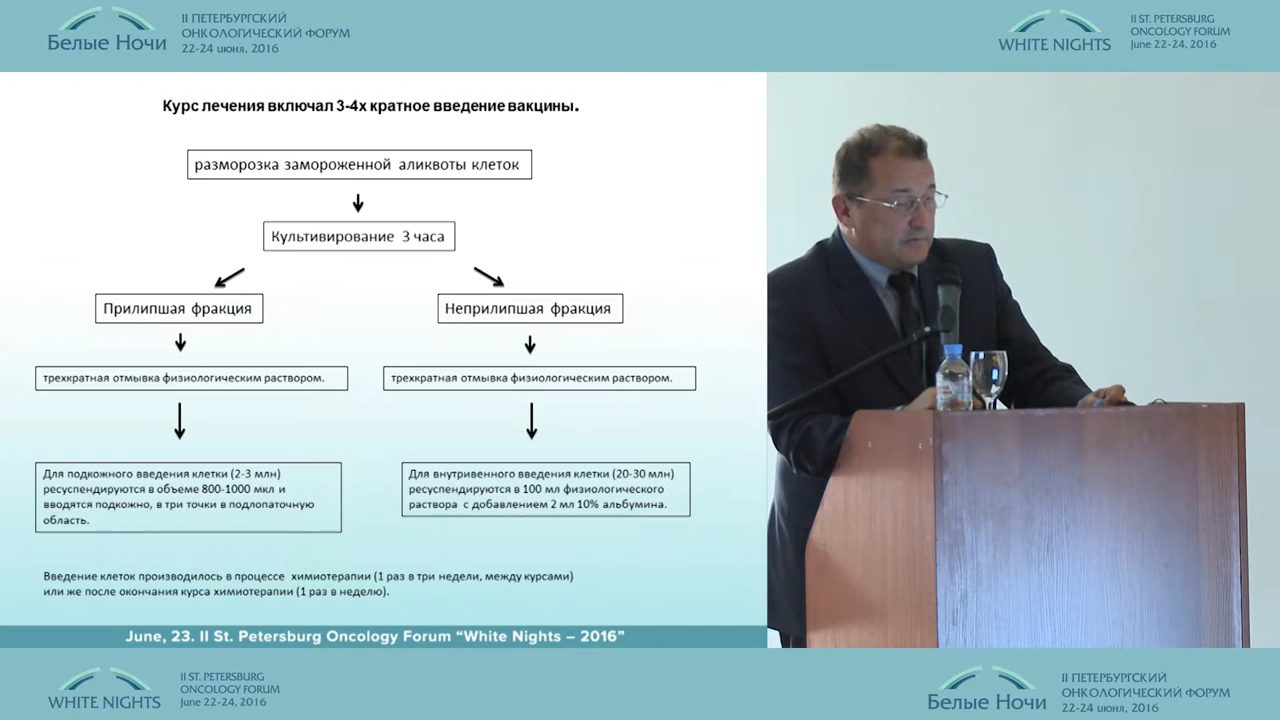 Белые Ночи
II ПЕТЕРБУРГСКИЙ
ОНКОЛОГИЧЕСКИЙ ФОРУМ
22-24 июня, 2016
WHITE NIGHTS
II ST. PETERSBURG
ONCOLOGY FORUM
June 22-24, 2016
Курс лечения включал 3-4х кратное введение вакцины.
разморозка замороженной аликвоты клеток
Культивирование 3 часа
Прилипшая фракция
Неприлипшая фракция
трехкратная отмывка физиологическим раствором.
трехкратная отмывка физиологическим раствором.
Для подкожного введения клетки (2-3 млн)
ресуспендируются в объеме 800-1000 мкл и
вводятся подкожно, в три точки в подлопаточную
область.
Для внутривенного введения клетки (20-30 млн)
ресуспендируются в 100 мл физиологического
раствора с добавлением 2 мл 10% альбумина.
Введение клеток производилось в процессе химиотерапии (1 раз в три недели, между курсами)
или же после окончания курса химиотерапии (1 раз в неделю).
June, 23. II St. Petersburg Oncology Forum “White Nights – 2016”
WHITE NIGHTS
II ST. PETERSBURG
ONCOLOGY FORUM
June 22-24, 2016
Белые Ночи
II ПЕТЕРБУРГСКИЙ
ОНКОЛОГИЧЕСКИЙ ФОРУМ
22-24 июня, 2016